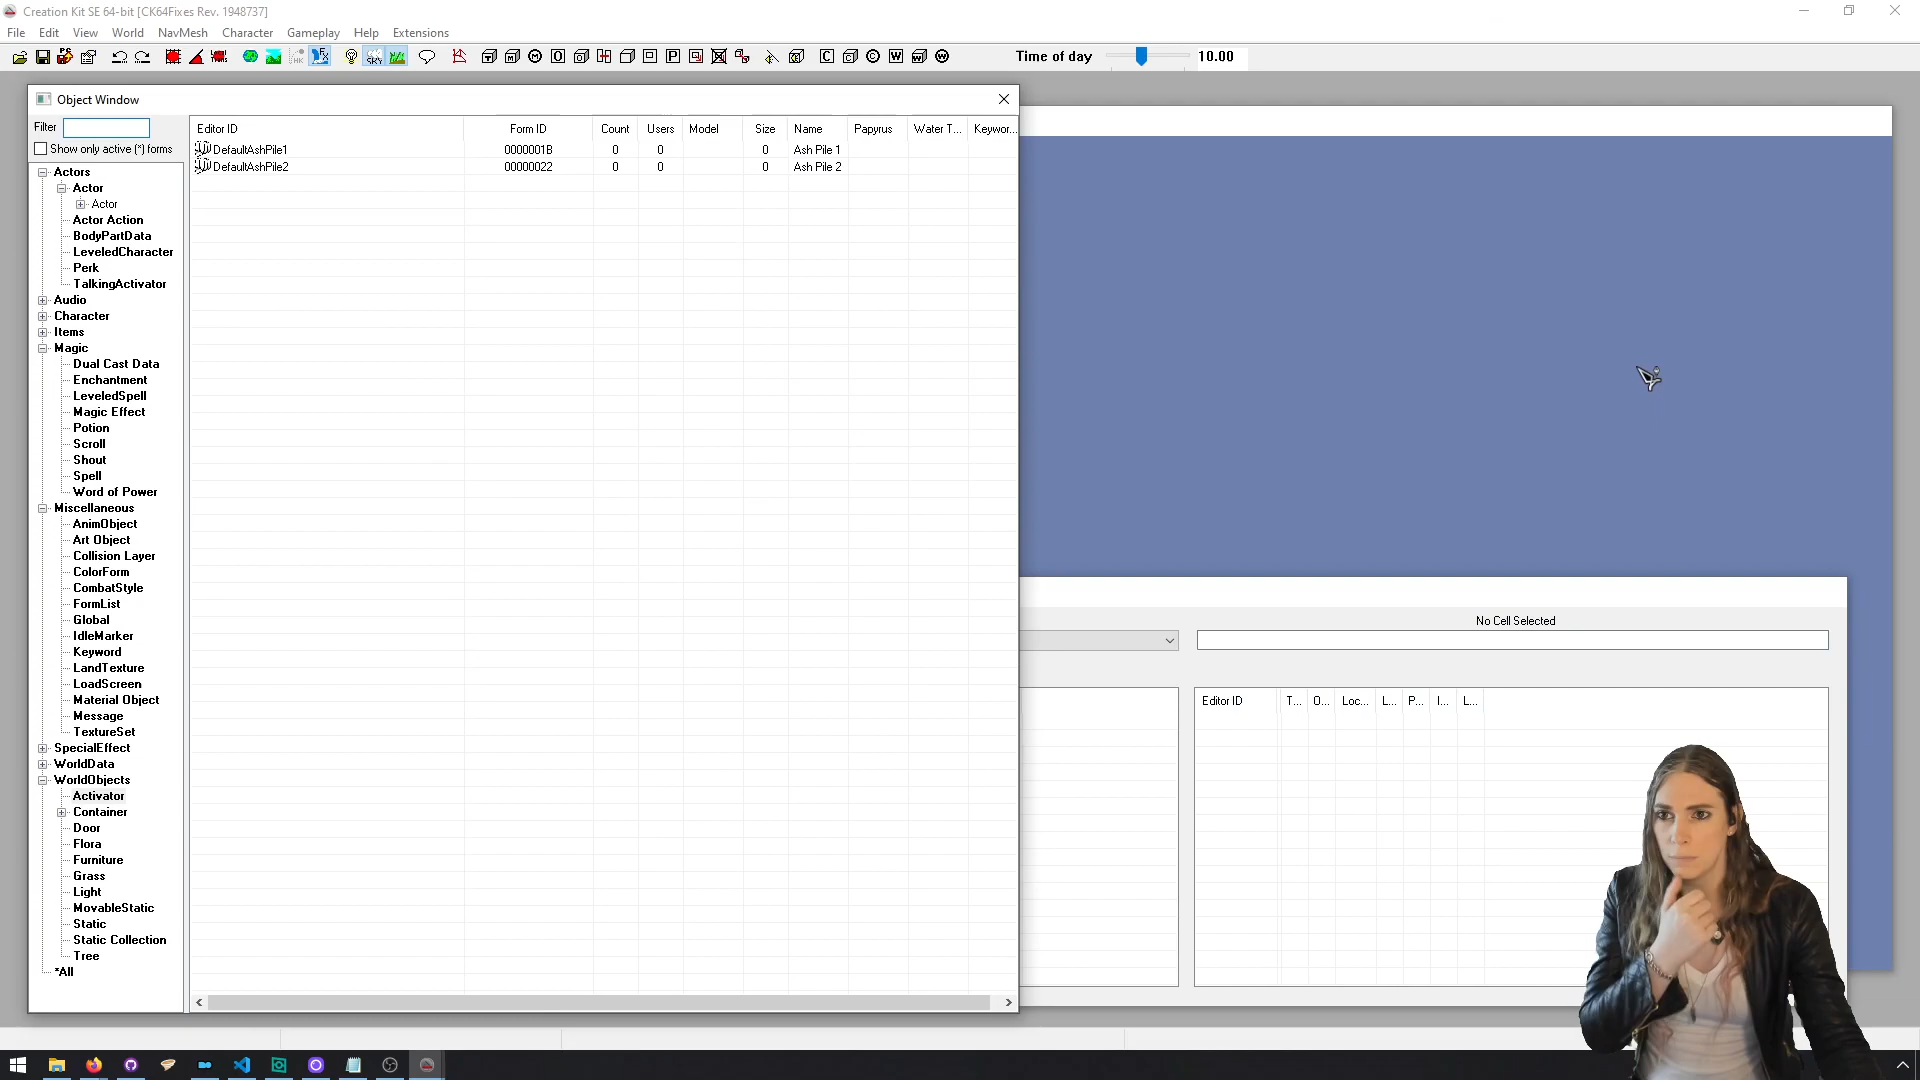 Creation Kit SE 64-bit [CK64Fixes Rev. 1948737]
File Edit View World NavMesh Character Gameplay Help Extensions
Time of day 10.00
Object Window
Filter
Show only active (*) forms
Editor ID Form ID Count Users Model Size Name Papyrus Water T... Keywor...
DefaultAshPile1 0000001B 0 0 0 Ash Pile 1
DefaultAshPile2 00000022 0 0 0 Ash Pile 2
Actors
Actor
Actor
Actor Action
BodyPartData
LeveledCharacter
Perk
TalkingActivator
Audio
Character
Items
Magic
Dual Cast Data
Enchantment
LeveledSpell
Magic Effect
Potion
Scroll
Shout
Spell
Word of Power
Miscellaneous
AnimObject
Art Object
Collision Layer
ColorForm
CombatStyle
FormList
Global
IdleMarker
Keyword
LandTexture
LoadScreen
Material Object
Message
TextureSet
SpecialEffect
WorldData
WorldObjects
Activator
Container
Door
Flora
Furniture
Grass
Light
MovableStatic
Static
Static Collection
Tree
*All
No Cell Selected
Editor ID T... O... Loc... L... P... I... L...